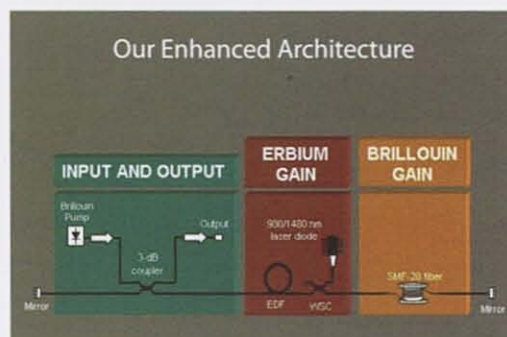 Our Enhanced Architecture
INPUT AND OUTPUT
ERBIUM
GAIN
BRILLOUIN
GAIN
Brillouin
Pump
Output
3-dB
coupler
980/1480 nm
laser diode
EDF
WSC
SMF-28 fiber
Mirror
Mirror